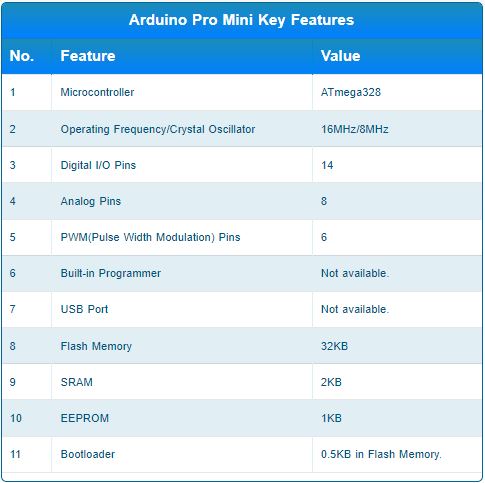 Arduino Pro Mini Key Features
No. Feature Value
1 Microcontroller ATmega328
2 Operating Frequency/Crystal Oscillator 16MHz/8MHz
3 Digital I/O Pins 14
4 Analog Pins 8
5 PWM(Pulse Width Modulation) Pins 6
6 Built-in Programmer Not available.
7 USB Port Not available.
8 Flash Memory 32KB
9 SRAM 2KB
10 EEPROM 1KB
11 Bootloader 0.5KB in Flash Memory.